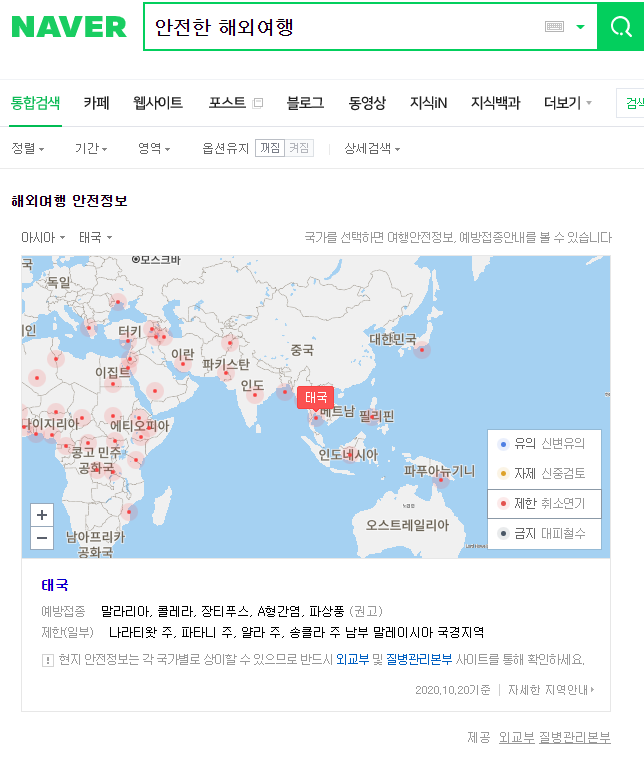 NAVER
안전한 해외여행
통합검색 카페 웹사이트 포스트 블로그 동영상 지식iN 지식백과 더보기 검색
정렬 기간 영역 옵션유지 꺼짐 켜짐 상세검색
해외여행 안전정보
아시아 태국 국가를 선택하면 여행안전정보, 예방접종안내를 볼 수 있습니다
모스크바
국
독일
인
터키
대한민국
중국
이란
파키스탄
이집트
인도
태국
베트남 필리핀
나이지리아 에티오피아
유의 신변유의
콩고 민주
공화국
인도네시아
파푸아뉴기니
자제 신중검토
제한 취소연기
+
오스트레일리아
금지 대피철수
−
남아프리카
공화국
태국
예방접종 말라리아, 콜레라, 장티푸스, A형간염, 파상풍 (권고)
제한(일부) 나라티왓 주, 파타니 주, 얄라 주, 송클라 주 남부 말레이시아 국경지역
! 현지 안전정보는 각 국가별로 상이할 수 있으므로 반드시 외교부 및 질병관리본부 사이트를 통해 확인하세요.
2020.10.20기준 자세한 지역안내
제공 외교부 질병관리본부